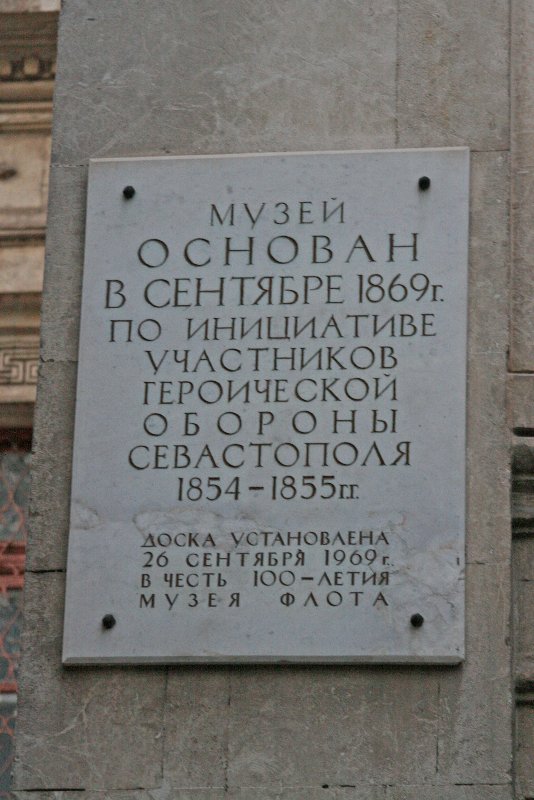 МУЗЕЙ
ОСНОВАН
В СЕНТЯБРЕ 1869г.
ПО ИНИЦИАТИВЕ
УЧАСТНИКОВ
ГЕРОИЧЕСКОЙ
ОБОРОНЫ
СЕВАСТОПОЛЯ
1854-1855г.г.
ДОСКА УСТАНОВЛЕНА
26 СЕНТЯБРЯ 1969г.
В ЧЕСТЬ 100-ЛЕТИЯ
МУЗЕЯ ФЛОТА